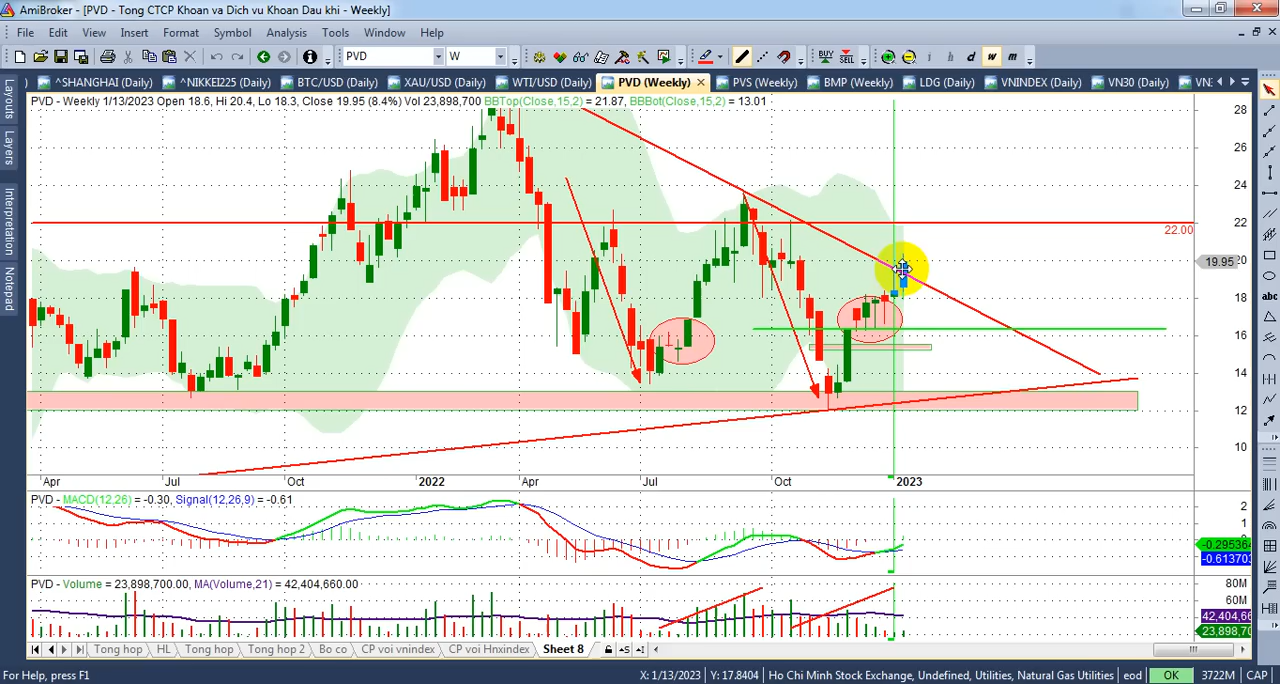 AmiBroker - [PVD - Tong CTCP Khoan va Dich vu Khoan Dau khi - Weekly]
File Edit View Insert Format Symbol Analysis Tools Window Help
PVD W BUY SELL i h d w m
^SHANGHAI (Daily) ^NIKKEI225 (Daily) BTC/USD (Daily) XAU/USD (Daily) WTI/USD (Daily) PVD (Weekly) PVS (Weekly) BMP (Weekly) LDG (Daily) VNINDEX (Daily) VN30 (Daily)
Layouts
Layers
Interpretation
Notepad
PVD - Weekly 1/13/2023 Open 18.6, Hi 20.4, Lo 18.3, Close 19.95 (8.4%) Vol 23,898,700 BBTop(Close,15,2) = 21.87, BBBot(Close,15,2) = 13.01
28
26
24
22
22.00
20
19.95
18
16
14
12
10
abc
Apr Jul Oct 2022 Apr Jul Oct 2023
PVD - MACD(12,26) = -0.30, Signal(12,26,9) = -0.61
2
1
-0.295364
-0.613703
PVD - Volume = 23,898,700.00, MA(Volume,21) = 42,404,660.00
80M
60M
42,404,66
23,898,70
Tong hop HL Tong hop Tong hop 2 Bo co CP voi vnindex CP voi Hnxindex Sheet 8
For Help, press F1 X: 1/13/2023, Y: 17.8404 Ho Chi Minh Stock Exchange, Undefined, Utilities, Natural Gas Utilities eod OK 3722M CAP